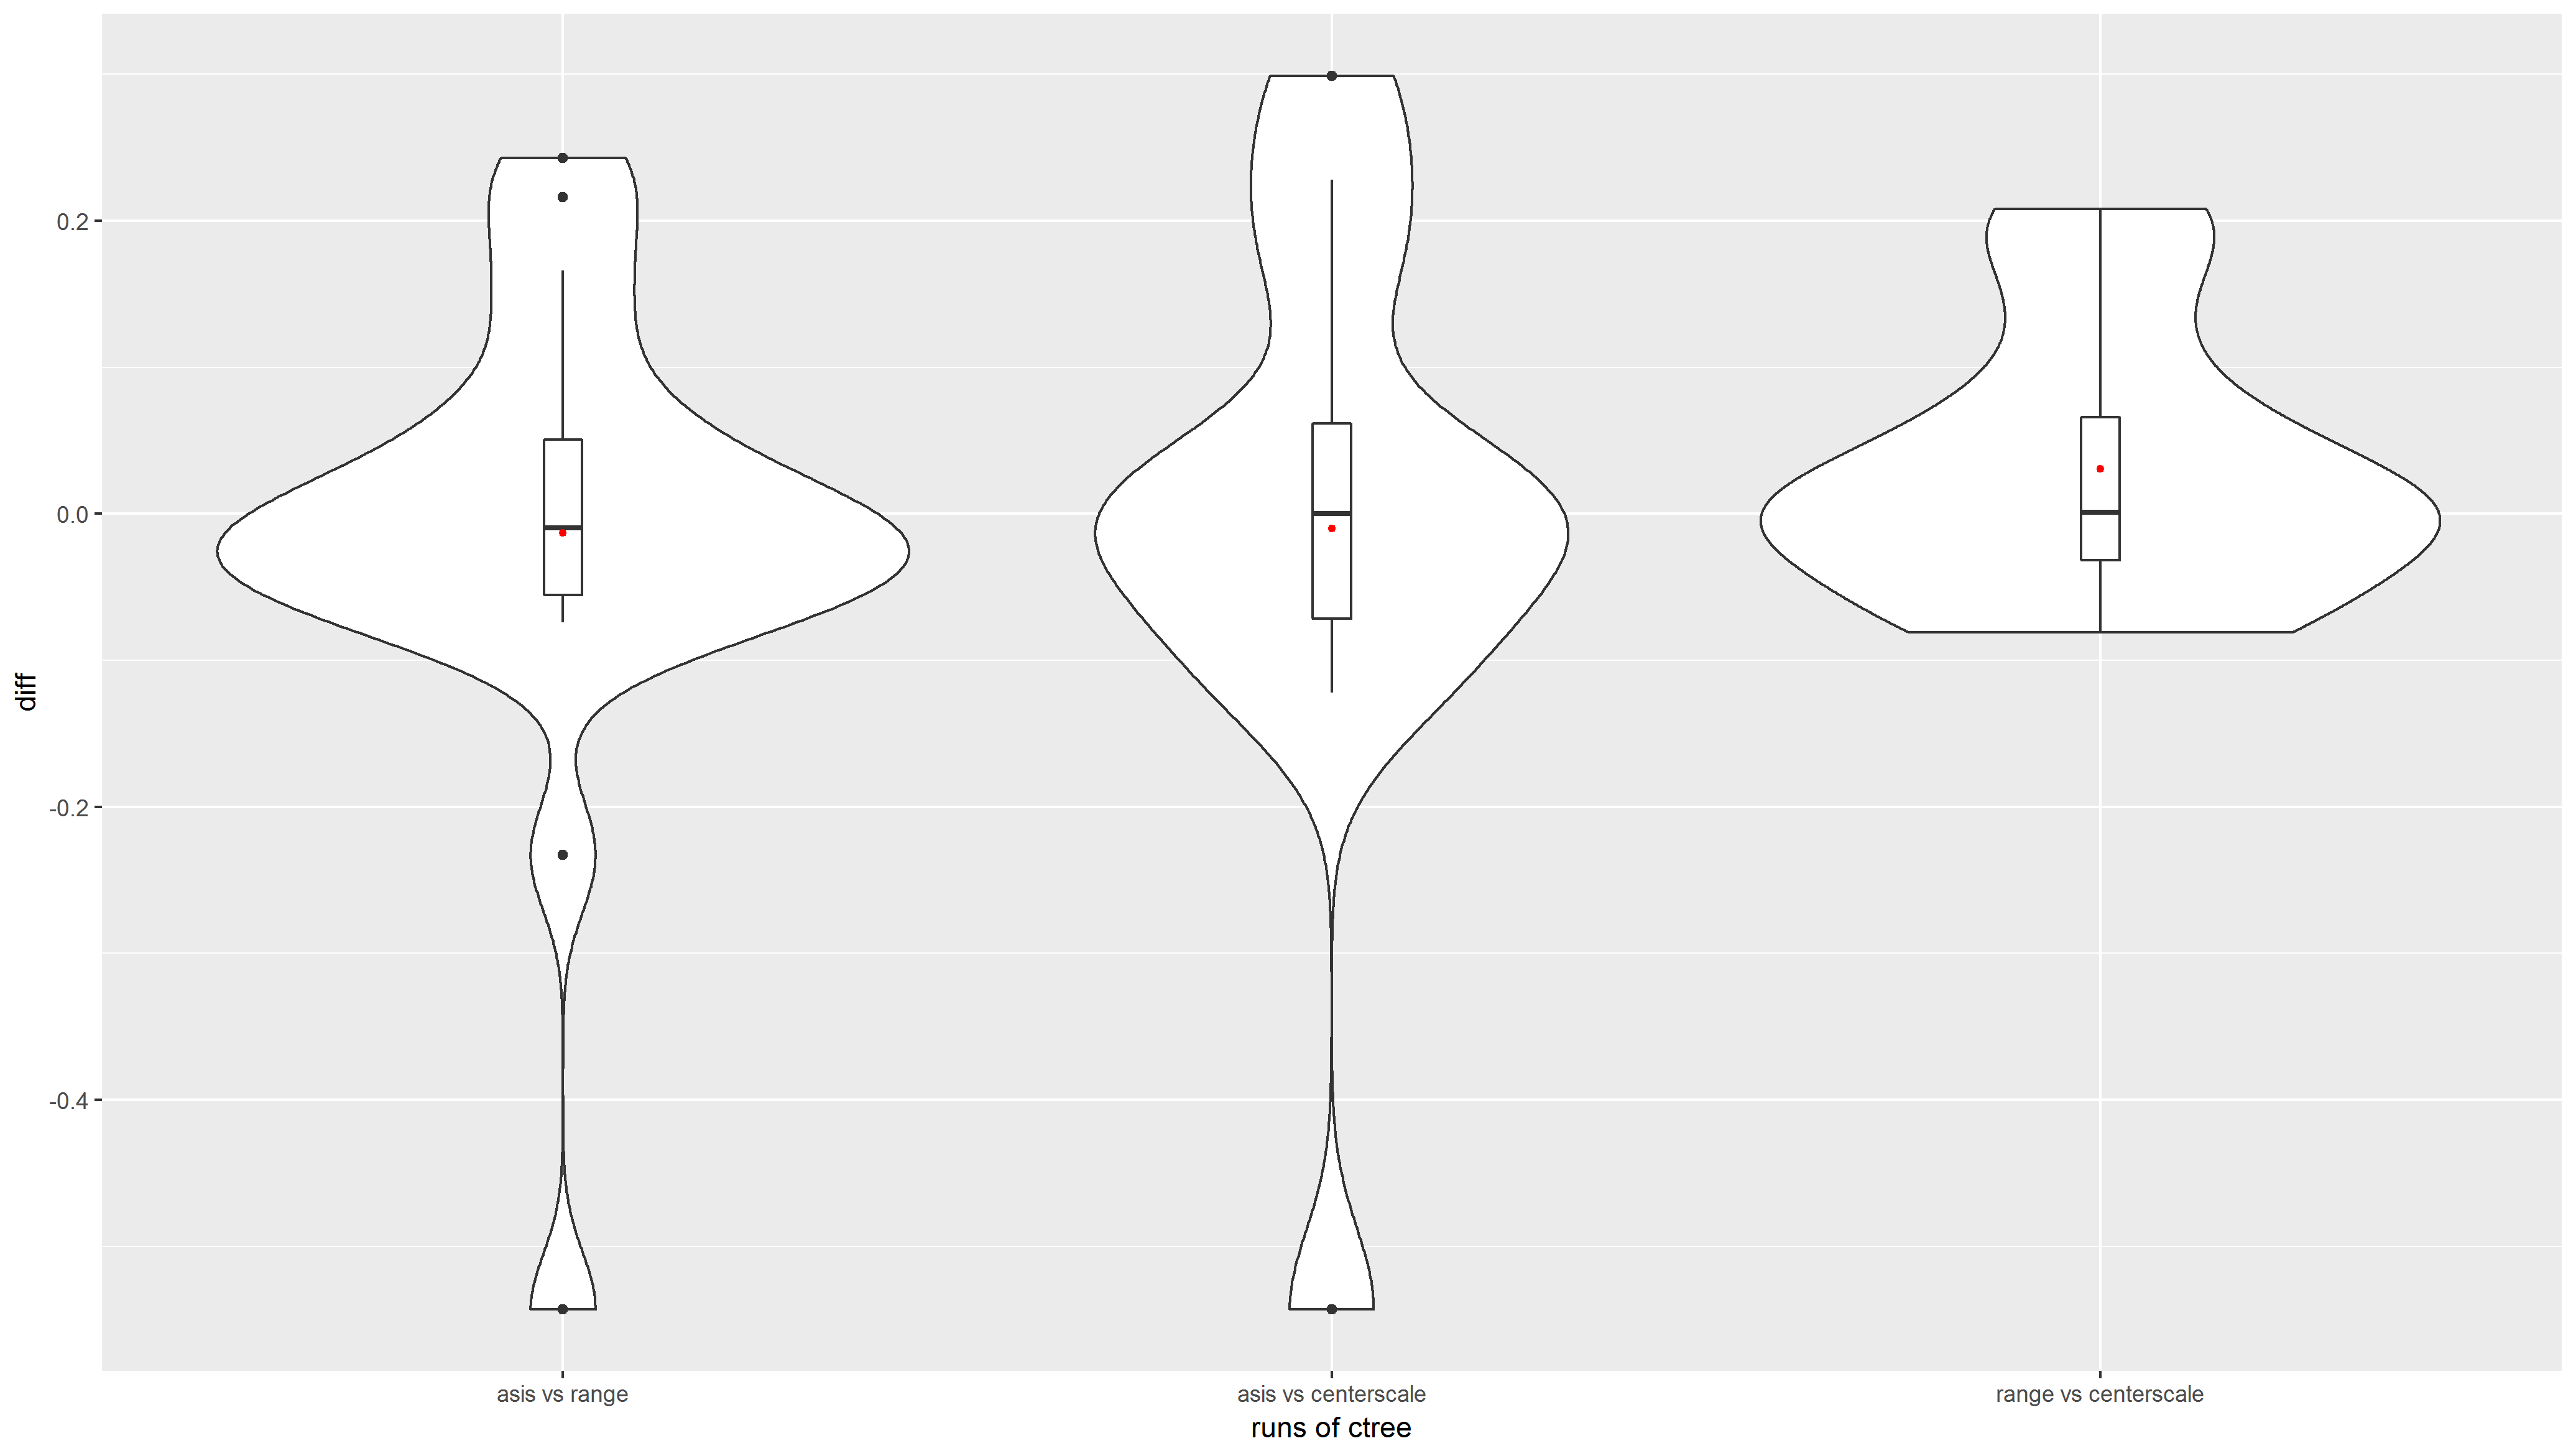 0.2
0.0
-0.2
-0.4
diff
asis vs range
asis vs centerscale
range vs centerscale
runs of ctree